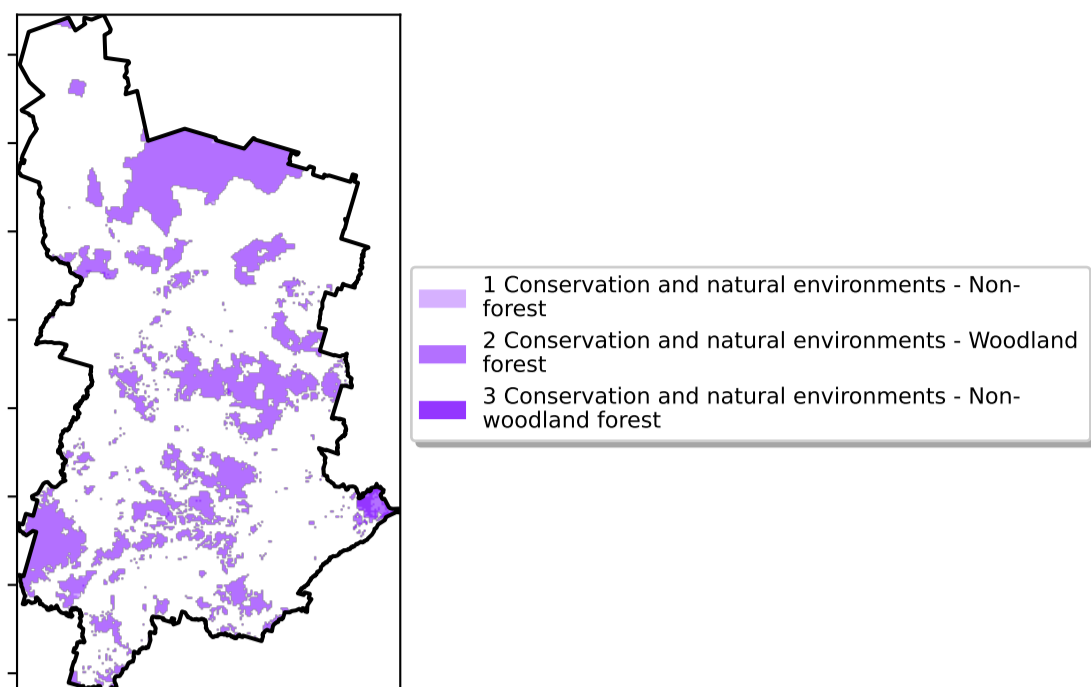 1 Conservation and natural environments - Non-
forest
2 Conservation and natural environments - Woodland
forest
3 Conservation and natural environments - Non-
woodland forest